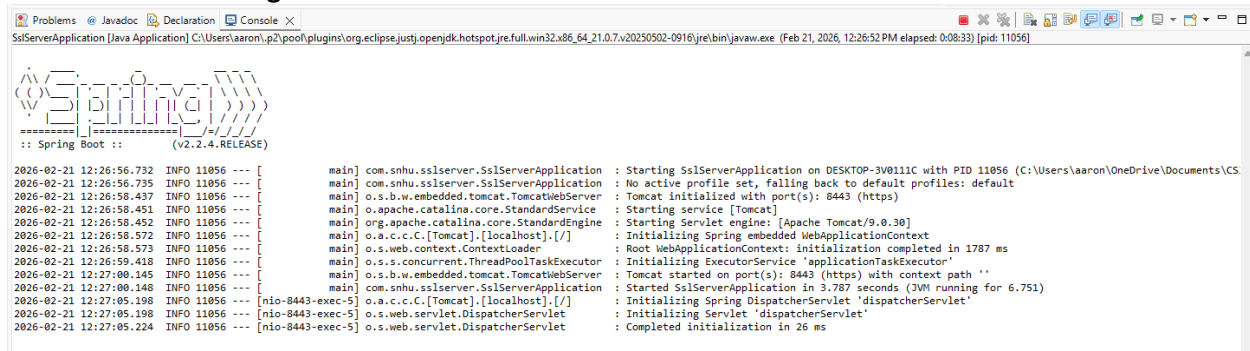 Problems @ Javadoc Declaration Console
SslServerApplication [Java Application] C:\Users\aaron\.p2\pool\plugins\org.eclipse.justj.openjdk.hotspot.jre.full.win32.x86_64_21.0.7.v20250502-0916\jre\bin\javaw.exe (Feb 21, 2026, 12:26:52 PM elapsed: 0:08:33) [pid: 11056]
Spring
:: Spring Boot :: (v2.2.4.RELEASE)
2026-02-21 12:26:56.732 INFO 11056 --- [ main] com.snhu.sslserver.SslServerApplication : Starting SslServerApplication on DESKTOP-3V0111C with PID 11056 (C:\Users\aaron\OneDrive\Documents\CS
2026-02-21 12:26:56.735 INFO 11056 --- [ main] com.snhu.sslserver.SslServerApplication : No active profile set, falling back to default profiles: default
2026-02-21 12:26:58.437 INFO 11056 --- [ main] o.s.b.w.embedded.tomcat.TomcatWebServer : Tomcat initialized with port(s): 8443 (https)
2026-02-21 12:26:58.451 INFO 11056 --- [ main] o.apache.catalina.core.StandardService : Starting service [Tomcat]
2026-02-21 12:26:58.452 INFO 11056 --- [ main] org.apache.catalina.core.StandardEngine : Starting Servlet engine: [Apache Tomcat/9.0.30]
2026-02-21 12:26:58.572 INFO 11056 --- [ main] o.a.c.c.C.[Tomcat].[localhost].[/] : Initializing Spring embedded WebApplicationContext
2026-02-21 12:26:58.573 INFO 11056 --- [ main] o.s.web.context.ContextLoader : Root WebApplicationContext: initialization completed in 1787 ms
2026-02-21 12:26:59.418 INFO 11056 --- [ main] o.s.s.concurrent.ThreadPoolTaskExecutor : Initializing ExecutorService 'applicationTaskExecutor'
2026-02-21 12:27:00.145 INFO 11056 --- [ main] o.s.b.w.embedded.tomcat.TomcatWebServer : Tomcat started on port(s): 8443 (https) with context path ''
2026-02-21 12:27:00.148 INFO 11056 --- [ main] com.snhu.sslserver.SslServerApplication : Started SslServerApplication in 3.787 seconds (JVM running for 6.751)
2026-02-21 12:27:05.198 INFO 11056 --- [nio-8443-exec-5] o.a.c.c.C.[Tomcat].[localhost].[/] : Initializing Spring DispatcherServlet 'dispatcherServlet'
2026-02-21 12:27:05.198 INFO 11056 --- [nio-8443-exec-5] o.s.web.servlet.DispatcherServlet : Initializing Servlet 'dispatcherServlet'
2026-02-21 12:27:05.224 INFO 11056 --- [nio-8443-exec-5] o.s.web.servlet.DispatcherServlet : Completed initialization in 26 ms